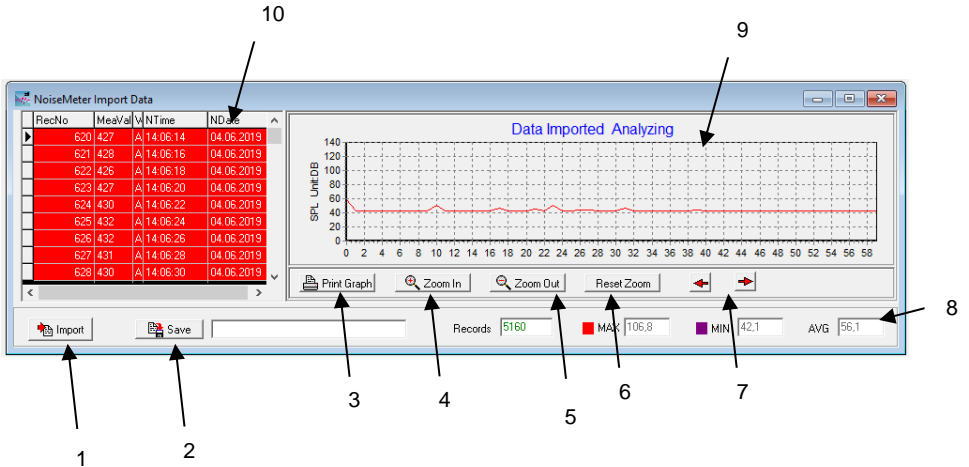 10
9
NoiseMeter Import Data
RecNo MeaVal V NTime NDate
620 427 A 14:06:14 04.06.2019
621 428 A 14:06:16 04.06.2019
622 426 A 14:06:18 04.06.2019
623 427 A 14:06:20 04.06.2019
624 430 A 14:06:22 04.06.2019
625 432 A 14:06:24 04.06.2019
626 432 A 14:06:26 04.06.2019
627 431 A 14:06:28 04.06.2019
628 430 A 14:06:30 04.06.2019
Data Imported Analyzing
SPL Unit:DB
140
120
100
80
60
40
20
0
0 2 4 6 8 10 12 14 16 18 20 22 24 26 28 30 32 34 36 38 40 42 44 46 48 50 52 54 56 58
Print Graph Zoom In Zoom Out Reset Zoom
Import Save Records 5160 MAX 106,8 MIN 42,1 AVG 56,1
8
3
4
5
6
7
1
2